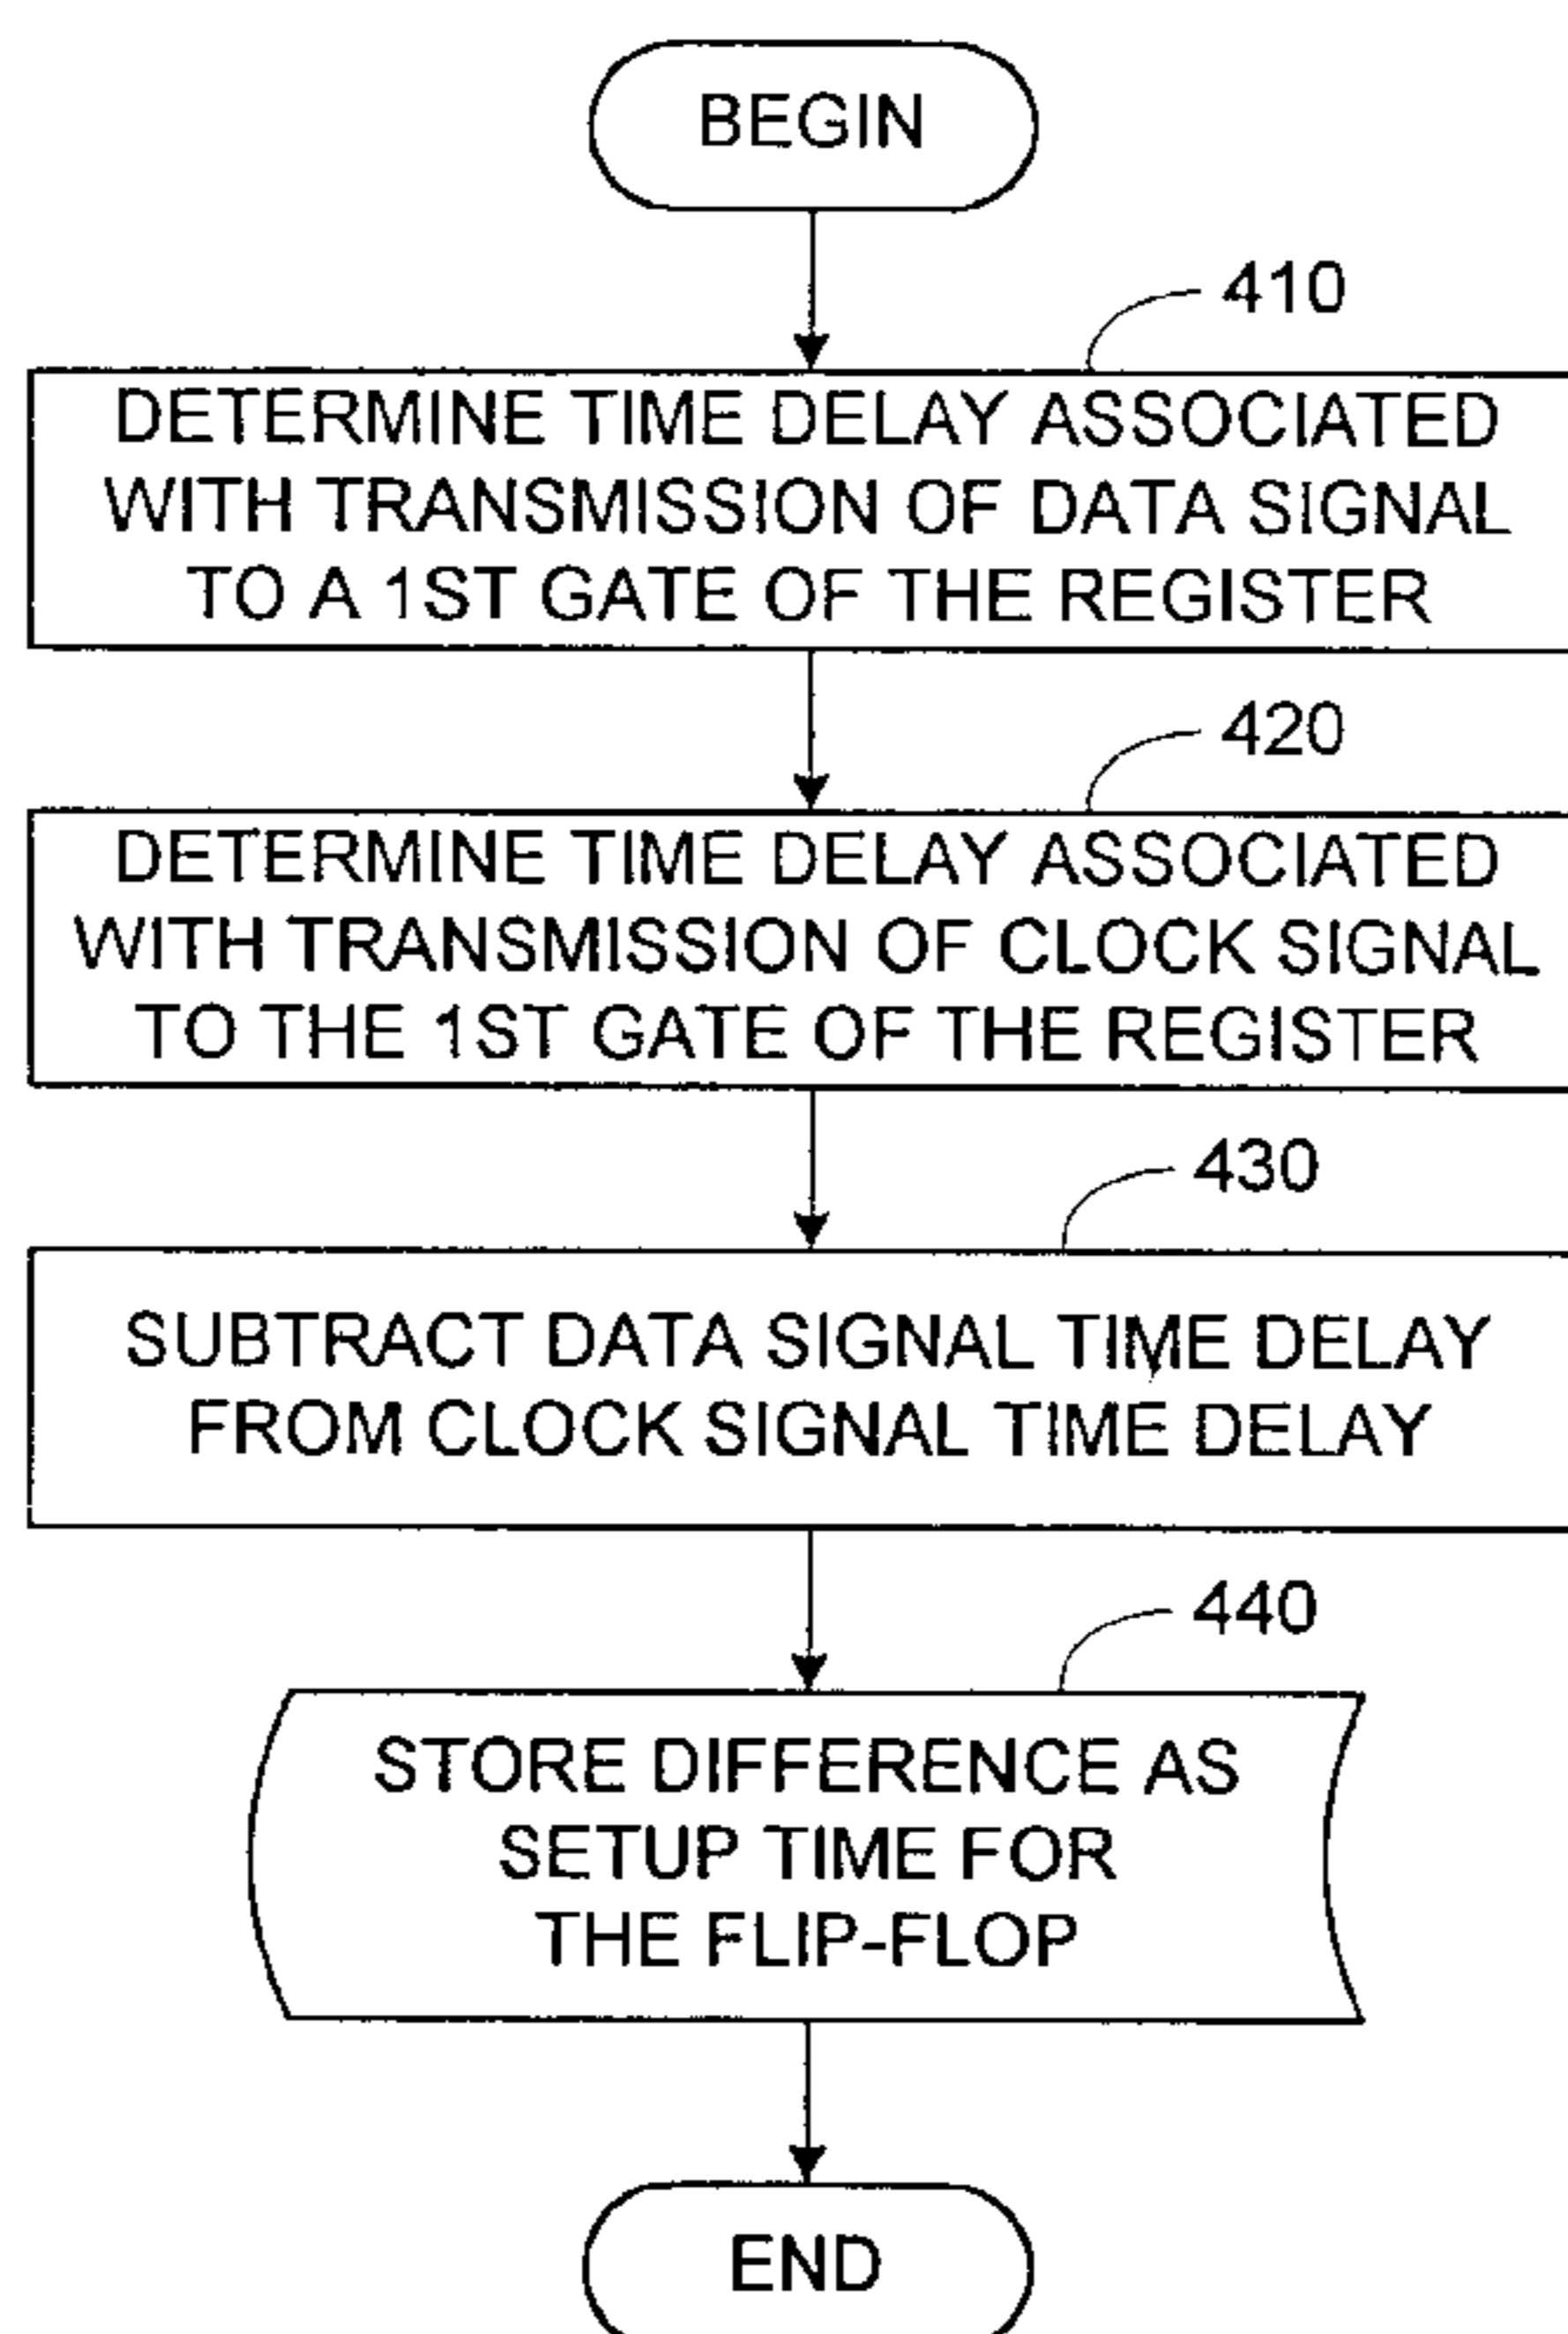 BEGIN
410
DETERMINE TIME DELAY ASSOCIATED
WITH TRANSMISSION OF DATA SIGNAL
TO A 1ST GATE OF THE REGISTER
420
DETERMINE TIME DELAY ASSOCIATED
WITH TRANSMISSION OF CLOCK SIGNAL
TO THE 1ST GATE OF THE REGISTER
430
SUBTRACT DATA SIGNAL TIME DELAY
FROM CLOCK SIGNAL TIME DELAY
440
STORE DIFFERENCE AS
SETUP TIME FOR
THE FLIP-FLOP
END